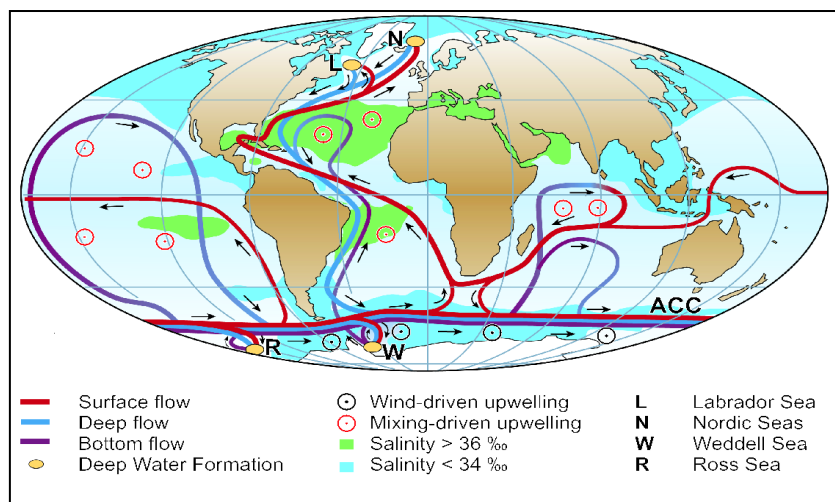 N
L
ACC
R
W
Surface flow
Deep flow
Bottom flow
Deep Water Formation
Wind-driven upwelling
Mixing-driven upwelling
Salinity > 36 ‰
Salinity < 34 ‰
L Labrador Sea
N Nordic Seas
W Weddell Sea
R Ross Sea